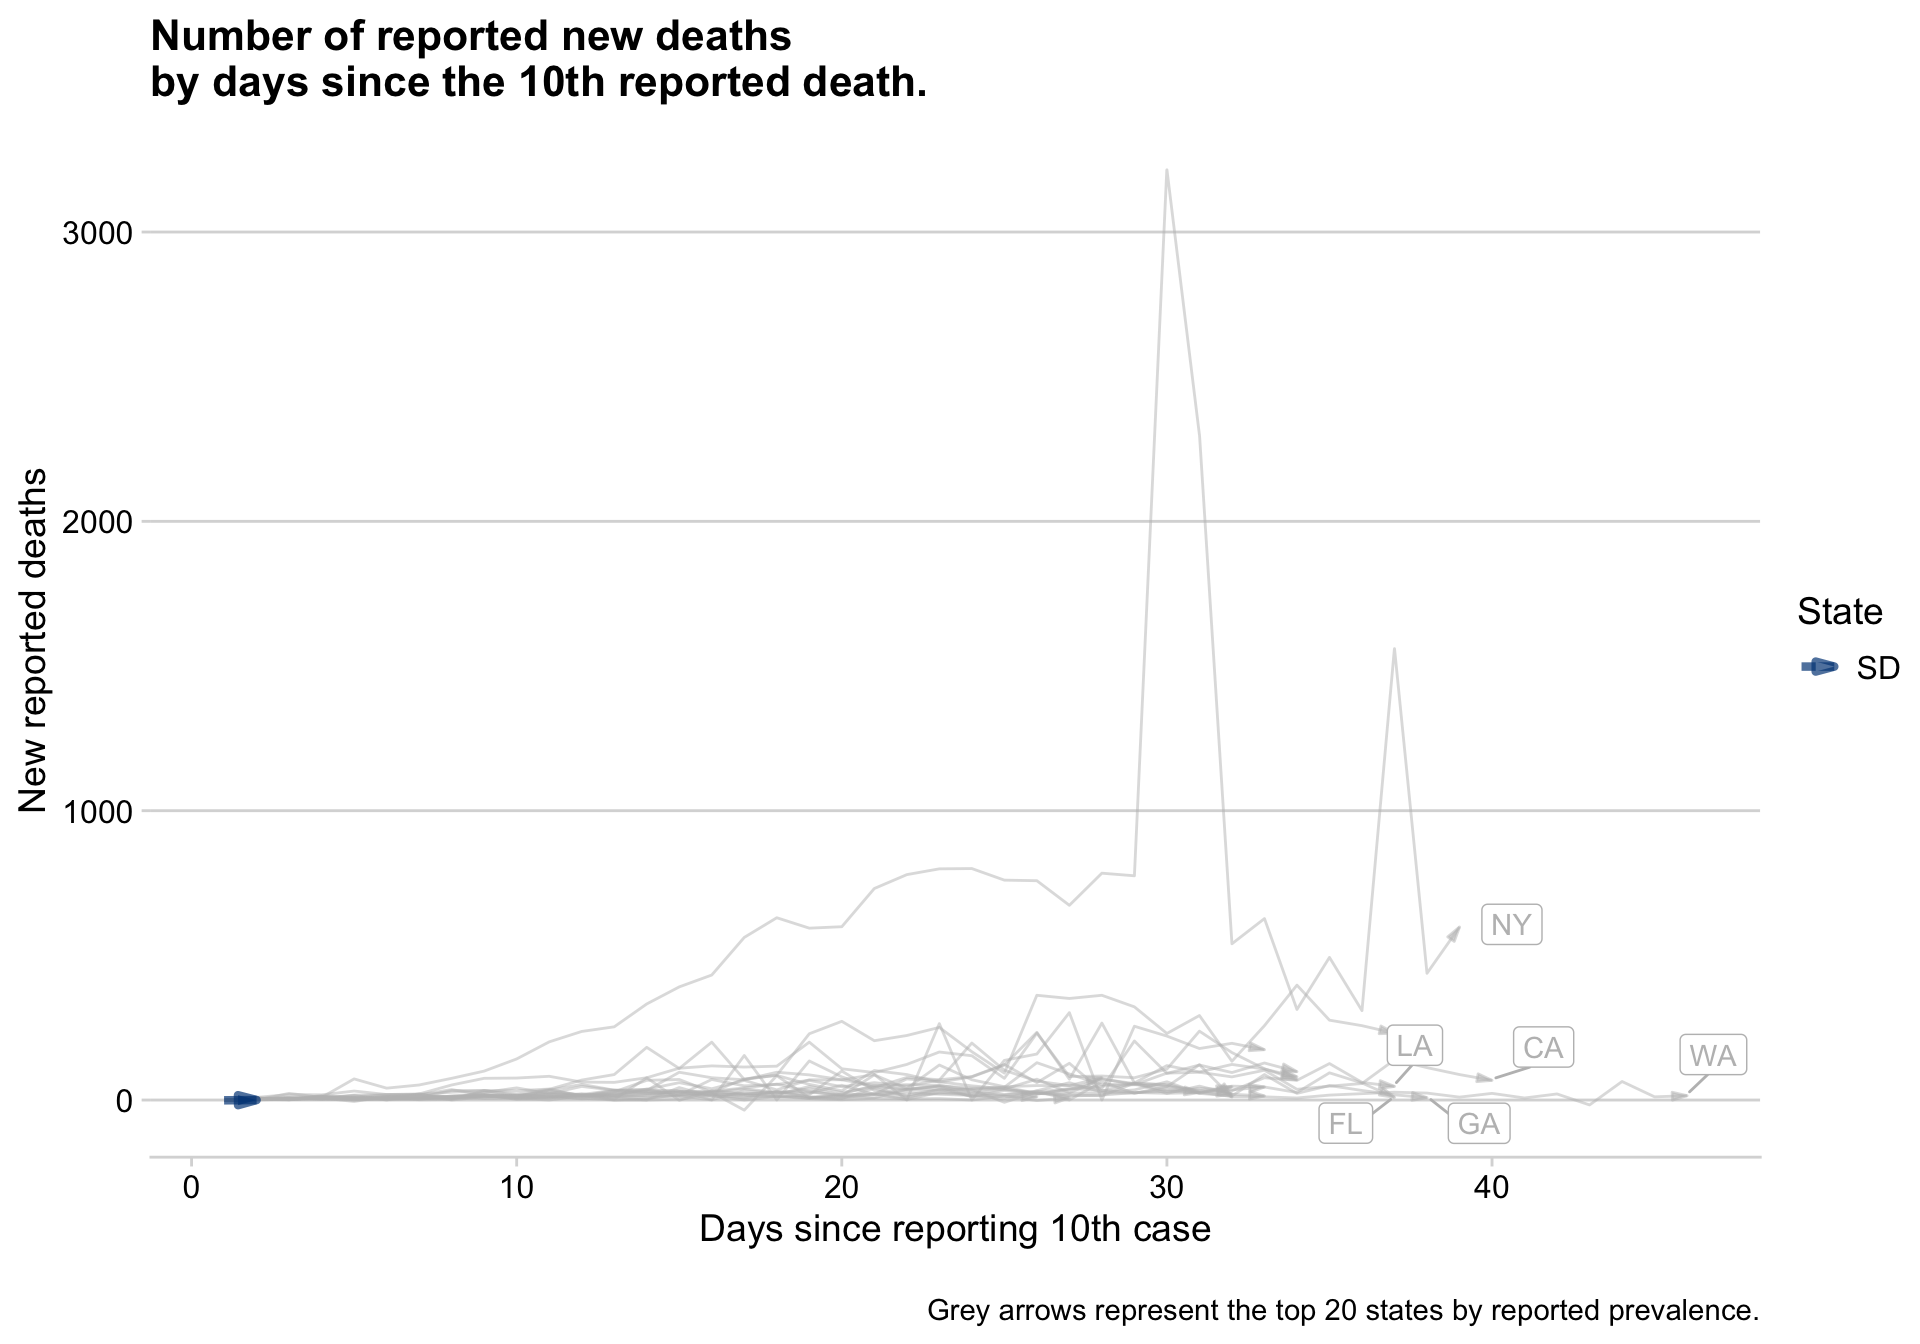 Number of reported new deaths
by days since the 10th reported death.
New reported deaths
3000
2000
1000
0
NY
LA
CA
WA
FL
GA
State
SD
0
10
20
30
40
Days since reporting 10th case
Grey arrows represent the top 20 states by reported prevalence.